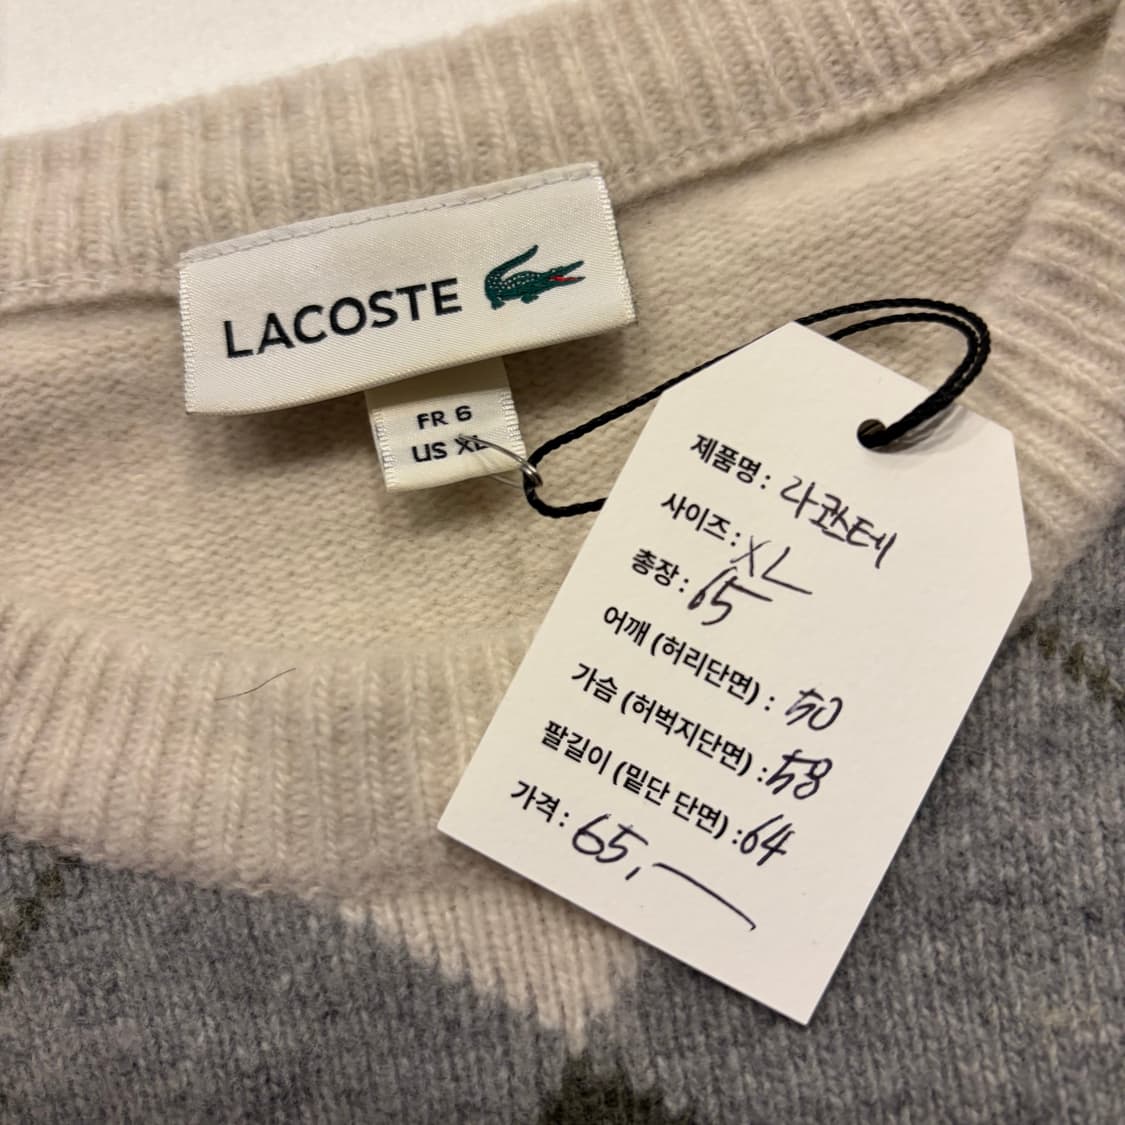 LACOSTE
FR 6
US XL
제품명: 라코스테
사이즈: XL
총장: 65
어깨 (허리단면) : 50
가슴 (허벅지단면) : 58
팔길이 (밑단 단면) : 64
가격: 65,—